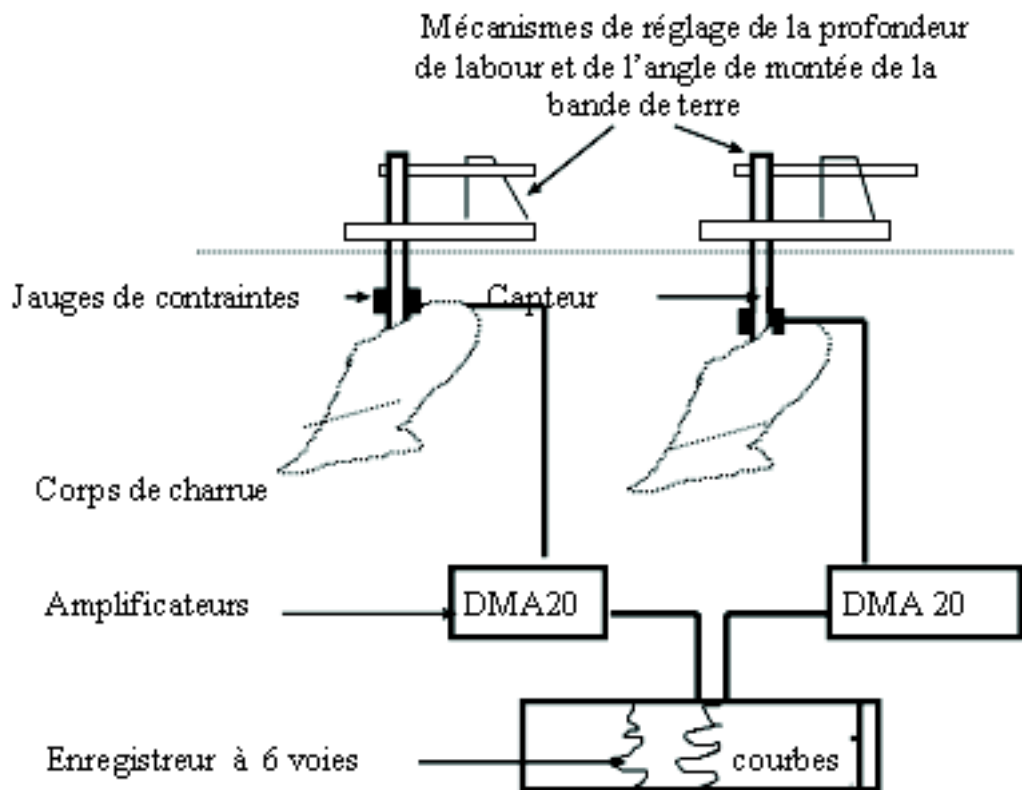 Mécanismes de réglage de la profondeur
de labour et de l'angle de montée de la
bande de terre
Jauges de contraintes
Capteur
Corps de charrue
Amplificateurs
DMA20
DMA 20
Enregistreur à 6 voies
courbes